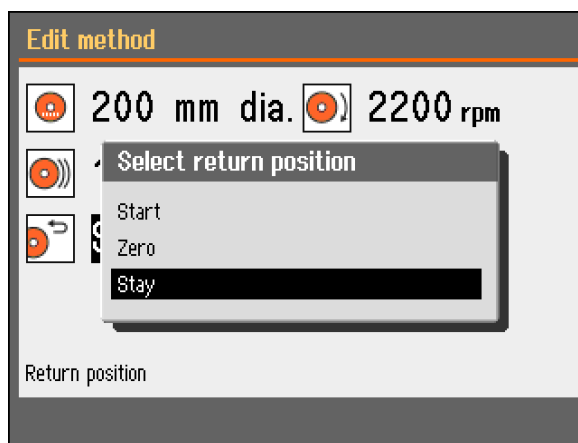 Edit method
200 mm dia. 2200 rpm
Select return position
Start
Zero
Stay
Return position